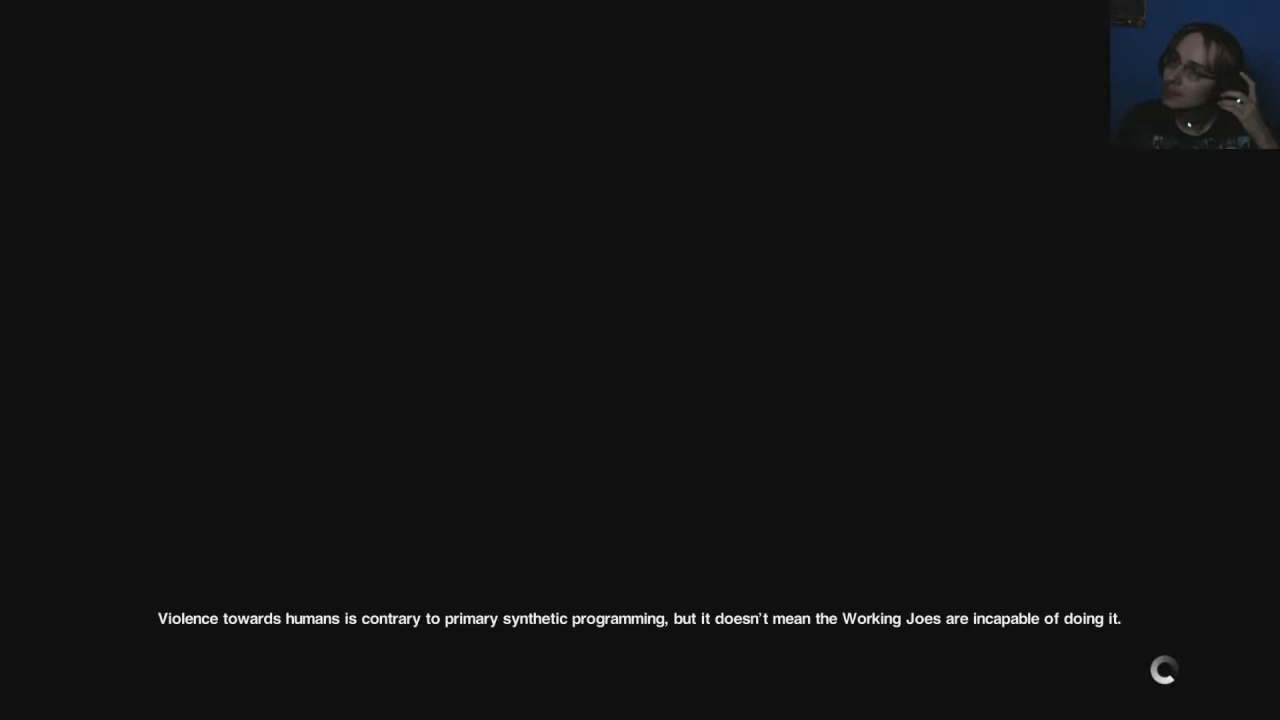 Violence towards humans is contrary to primary synthetic programming, but it doesn't mean the Working Joes are incapable of doing it.